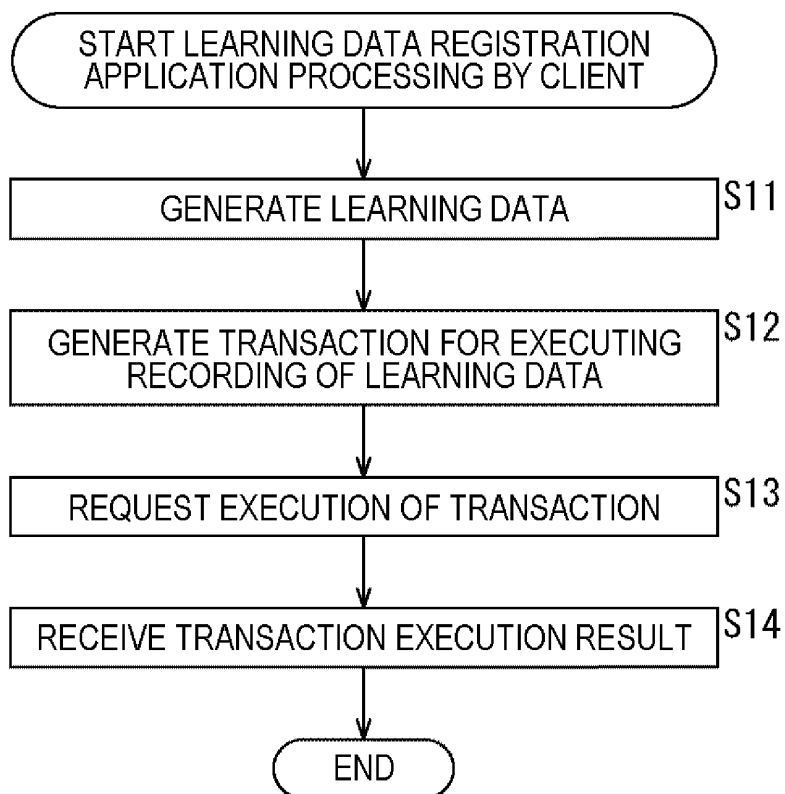 START LEARNING DATA REGISTRATION
APPLICATION PROCESSING BY CLIENT
GENERATE LEARNING DATA
S11
GENERATE TRANSACTION FOR EXECUTING
RECORDING OF LEARNING DATA
S12
REQUEST EXECUTION OF TRANSACTION
S13
RECEIVE TRANSACTION EXECUTION RESULT
S14
END